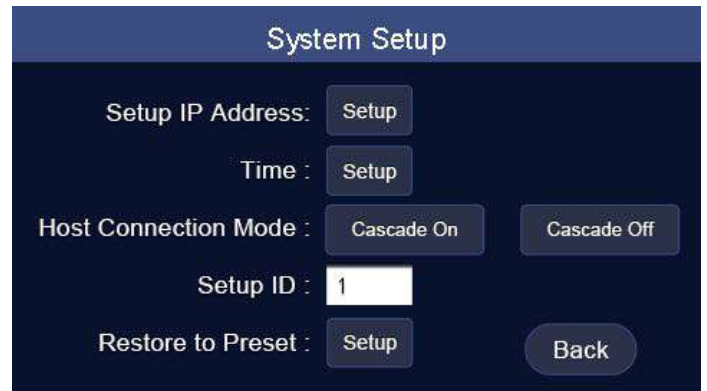 System Setup
Setup IP Address: Setup
Time : Setup
Host Connection Mode : Cascade On Cascade Off
Setup ID : 1
Restore to Preset : Setup Back